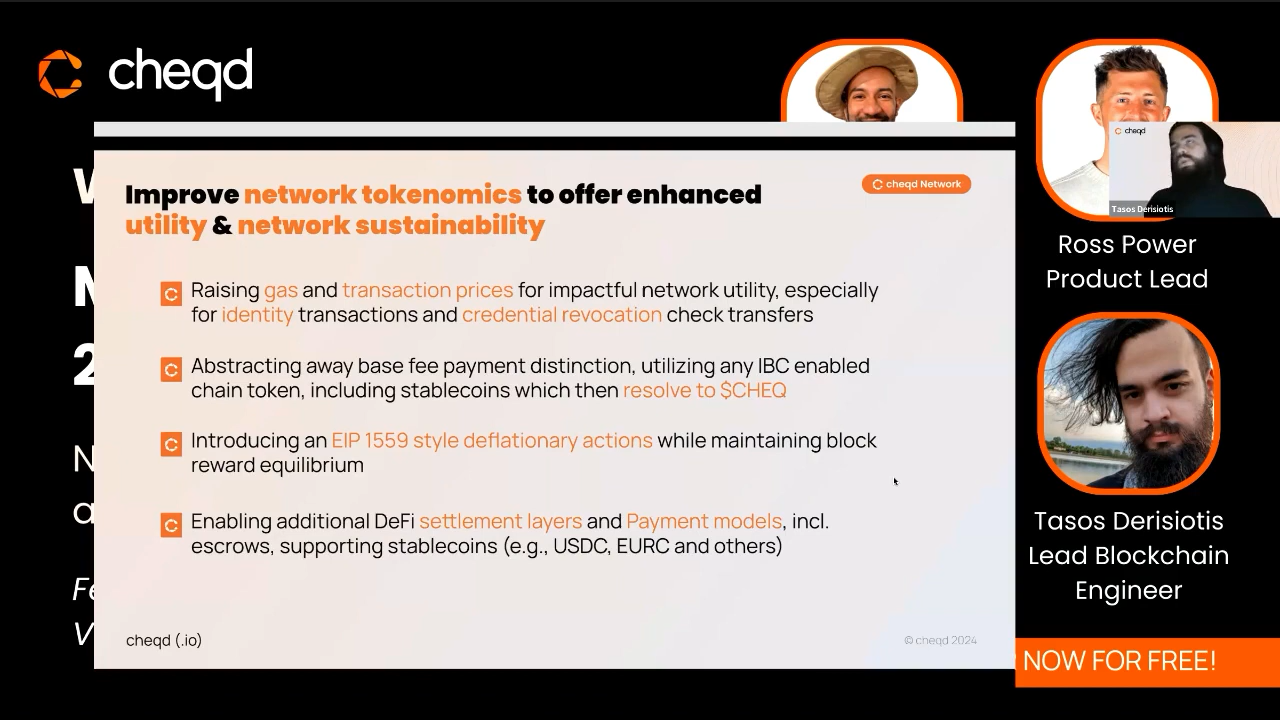 cheqd
cheqd
Tasos Derisiotis
Improve network tokenomics to offer enhanced
utility & network sustainability
cheqd Network
Raising gas and transaction prices for impactful network utility, especially
for identity transactions and credential revocation check transfers
Abstracting away base fee payment distinction, utilizing any IBC enabled
chain token, including stablecoins which then resolve to $CHEQ
Introducing an EIP 1559 style deflationary actions while maintaining block
reward equilibrium
Enabling additional DeFi settlement layers and Payment models, incl.
escrows, supporting stablecoins (e.g., USDC, EURC and others)
cheqd (.io)
© cheqd 2024
Ross Power
Product Lead
Tasos Derisiotis
Lead Blockchain
Engineer
NOW FOR FREE!